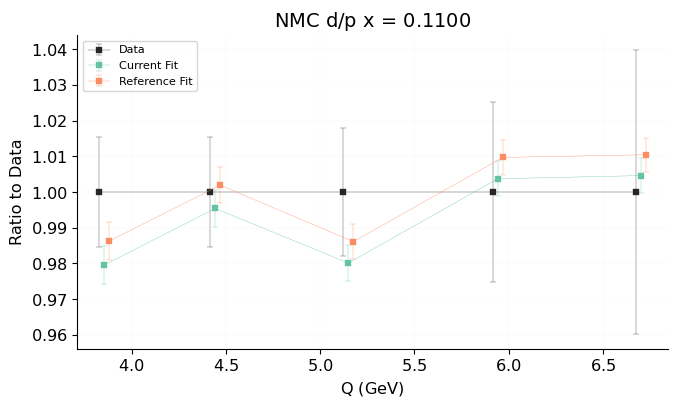 NMC d/p x = 0.1100
Data
Current Fit
Reference Fit
Ratio to Data
1.04
1.03
1.02
1.01
1.00
0.99
0.98
0.97
0.96
4.0 4.5 5.0 5.5 6.0 6.5
Q (GeV)